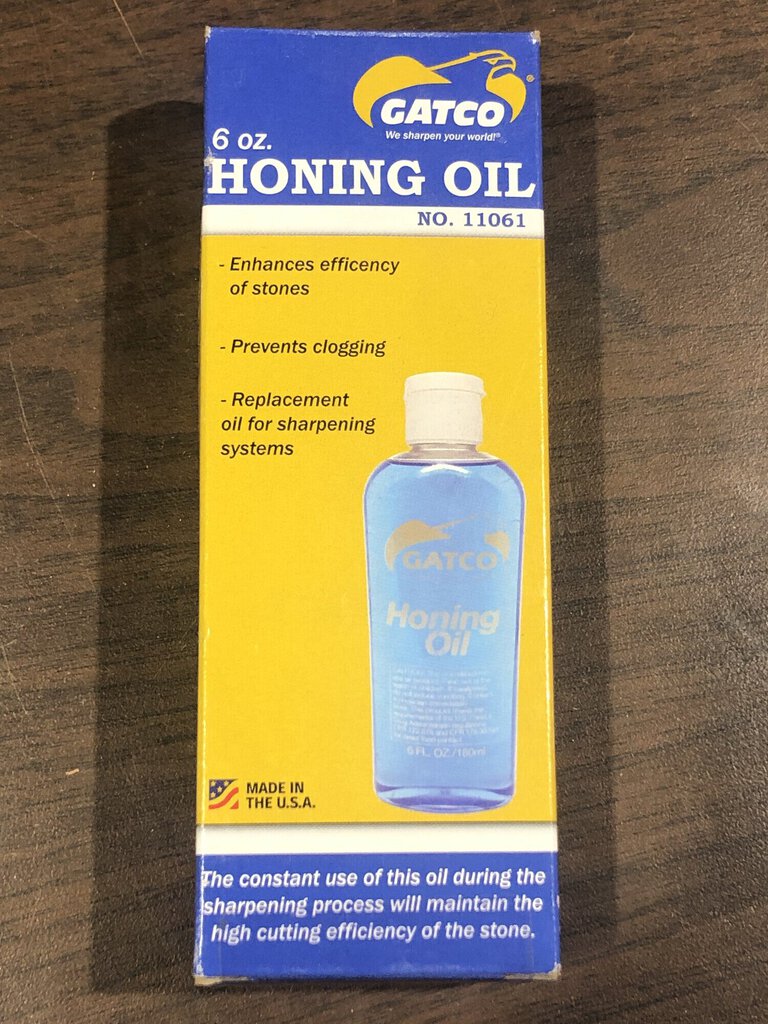 GATCO
We sharpen your world!®
6 oz.
HONING OIL
NO. 11061
- Enhances efficency
of stones
- Prevents clogging
- Replacement
oil for sharpening
systems
GATCO
Honing
Oil
6 FL. OZ /180ml
MADE IN
THE U.S.A.
The constant use of this oil during the
sharpening process will maintain the
high cutting efficiency of the stone.